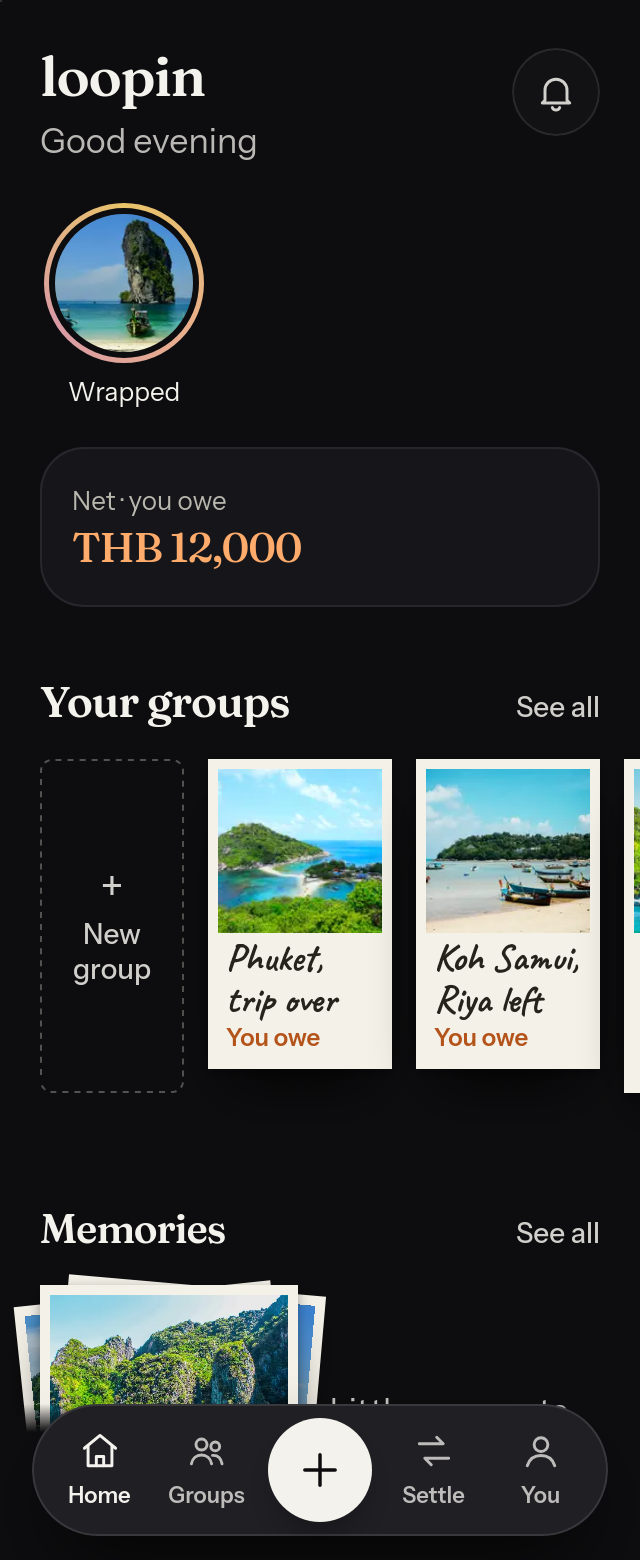 loopin
Good evening
Wrapped
Net · you owe
THB 12,000
Your groups
See all
+
New
group
Phuket,
trip over
You owe
Koh Samui,
Riya left
You owe
Memories
See all
Home
Groups
Settle
You